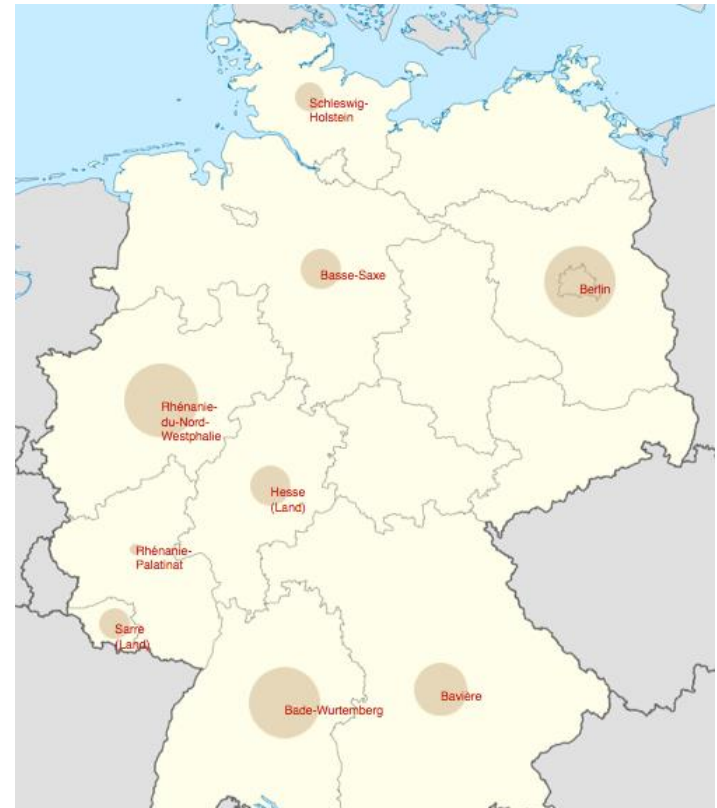 Schleswig-
Holstein
Basse-Saxe
Berlin
Rhénanie-
du-Nord-
Westphalie
Hesse
(Land)
Rhénanie-
Palatinat
Sarre
(Land)
Bade-Wurtemberg
Bavière